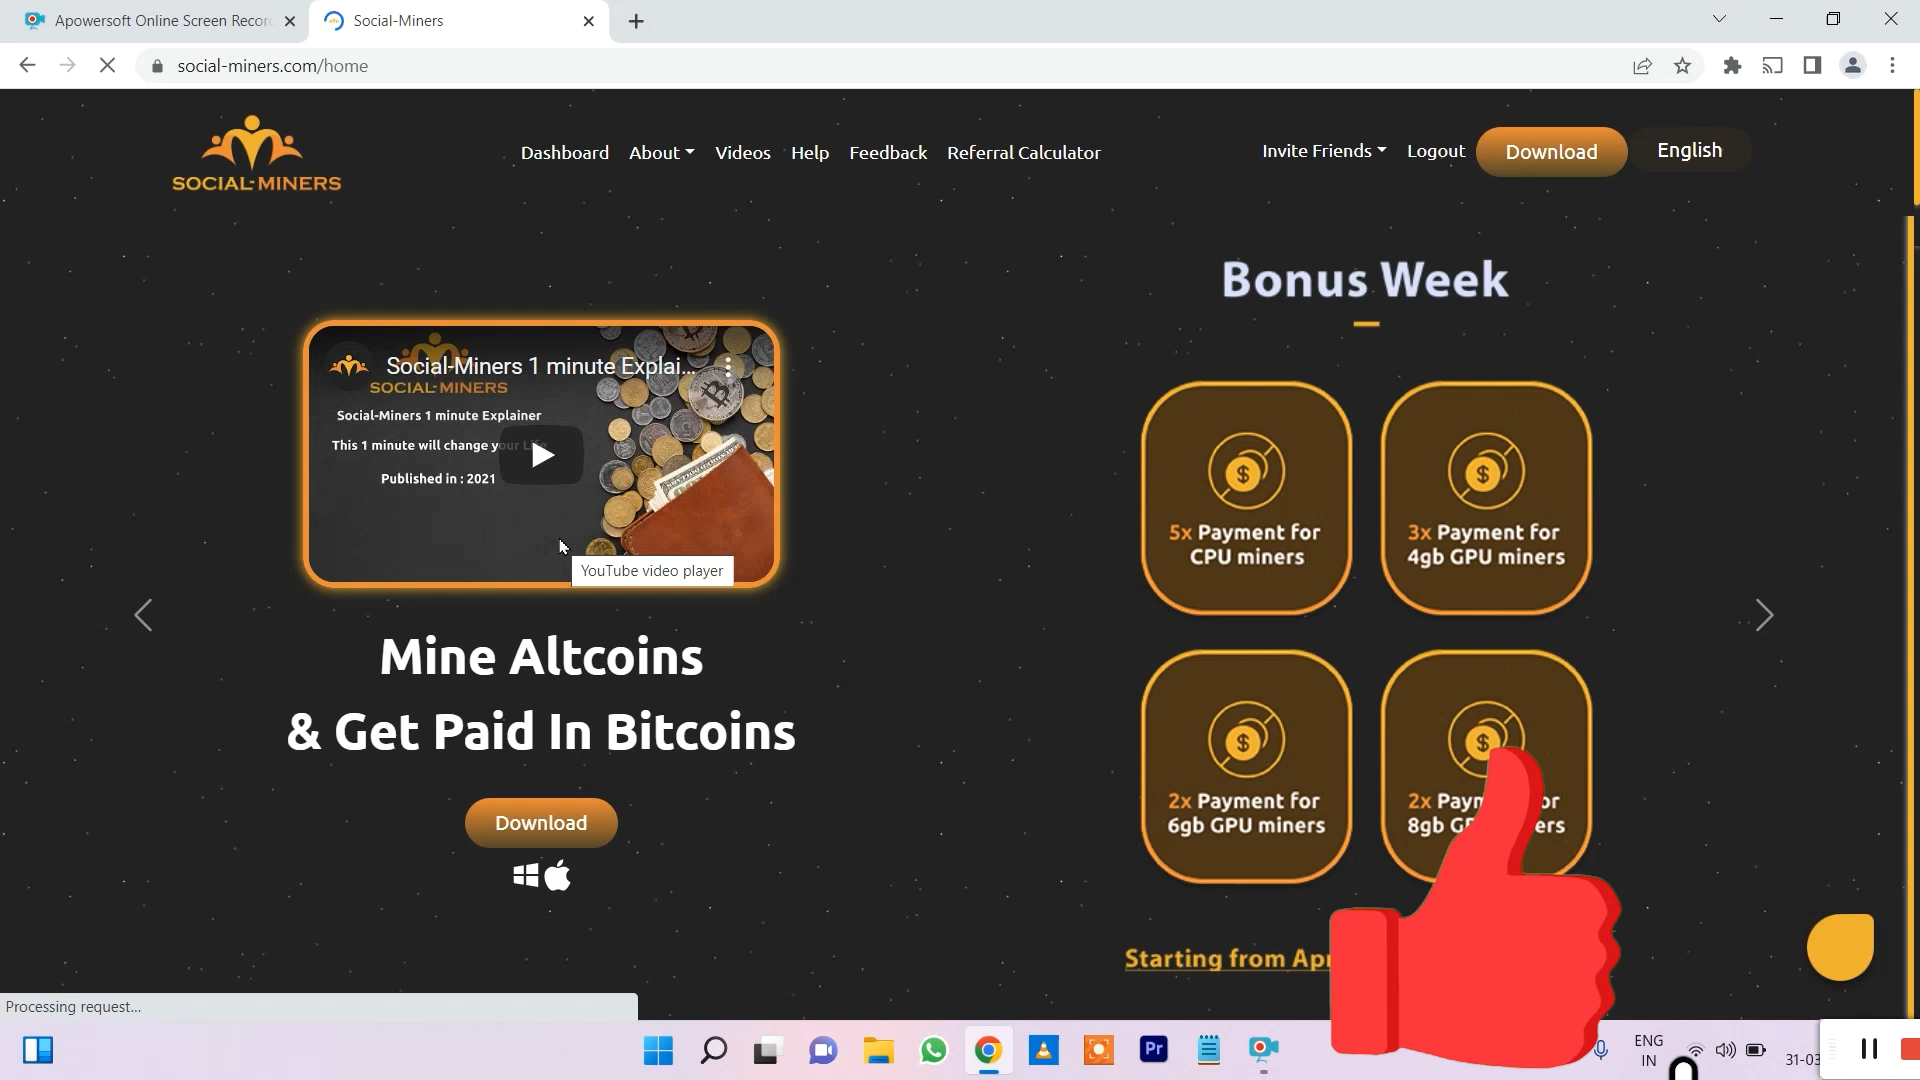 Apowersoft Online Screen Recor
Social-Miners
social-miners.com/home
SOCIAL-MINERS
Dashboard About Videos Help Feedback Referral Calculator
Invite Friends Logout Download English
Bonus Week
Social-Miners 1 minute Explai...
SOCIAL-MINERS
Social-Miners 1 minute Explainer
This 1 minute will change your Life
Published in : 2021
YouTube video player
Mine Altcoins
& Get Paid In Bitcoins
Download
5x Payment for
CPU miners
3x Payment for
4gb GPU miners
2x Payment for
6gb GPU miners
2x
8gb
Starting from
Processing request...
Pr
ENG
IN
31-03